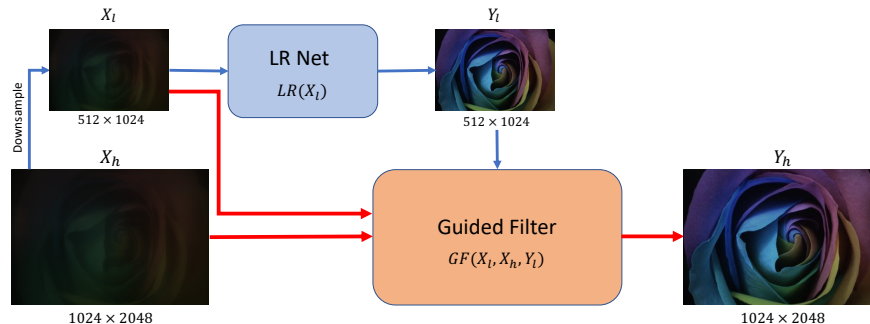 X_l
LR Net
LR(X_l)
Y_l
512 × 1024
512 × 1024
Downsample
X_h
Y_h
Guided Filter
GF(X_l, X_h, Y_l)
1024 × 2048
1024 × 2048